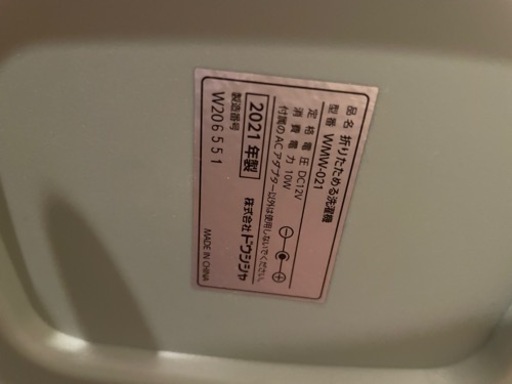 品名 折りたためる洗濯機
型番 WMW-021
定格電圧 DC12V
消費電力 10W
付属のACアダプター以外は使用しないでください。
2021年製
株式会社ドウシシャ
製造番号
W206551
MADE IN CHINA